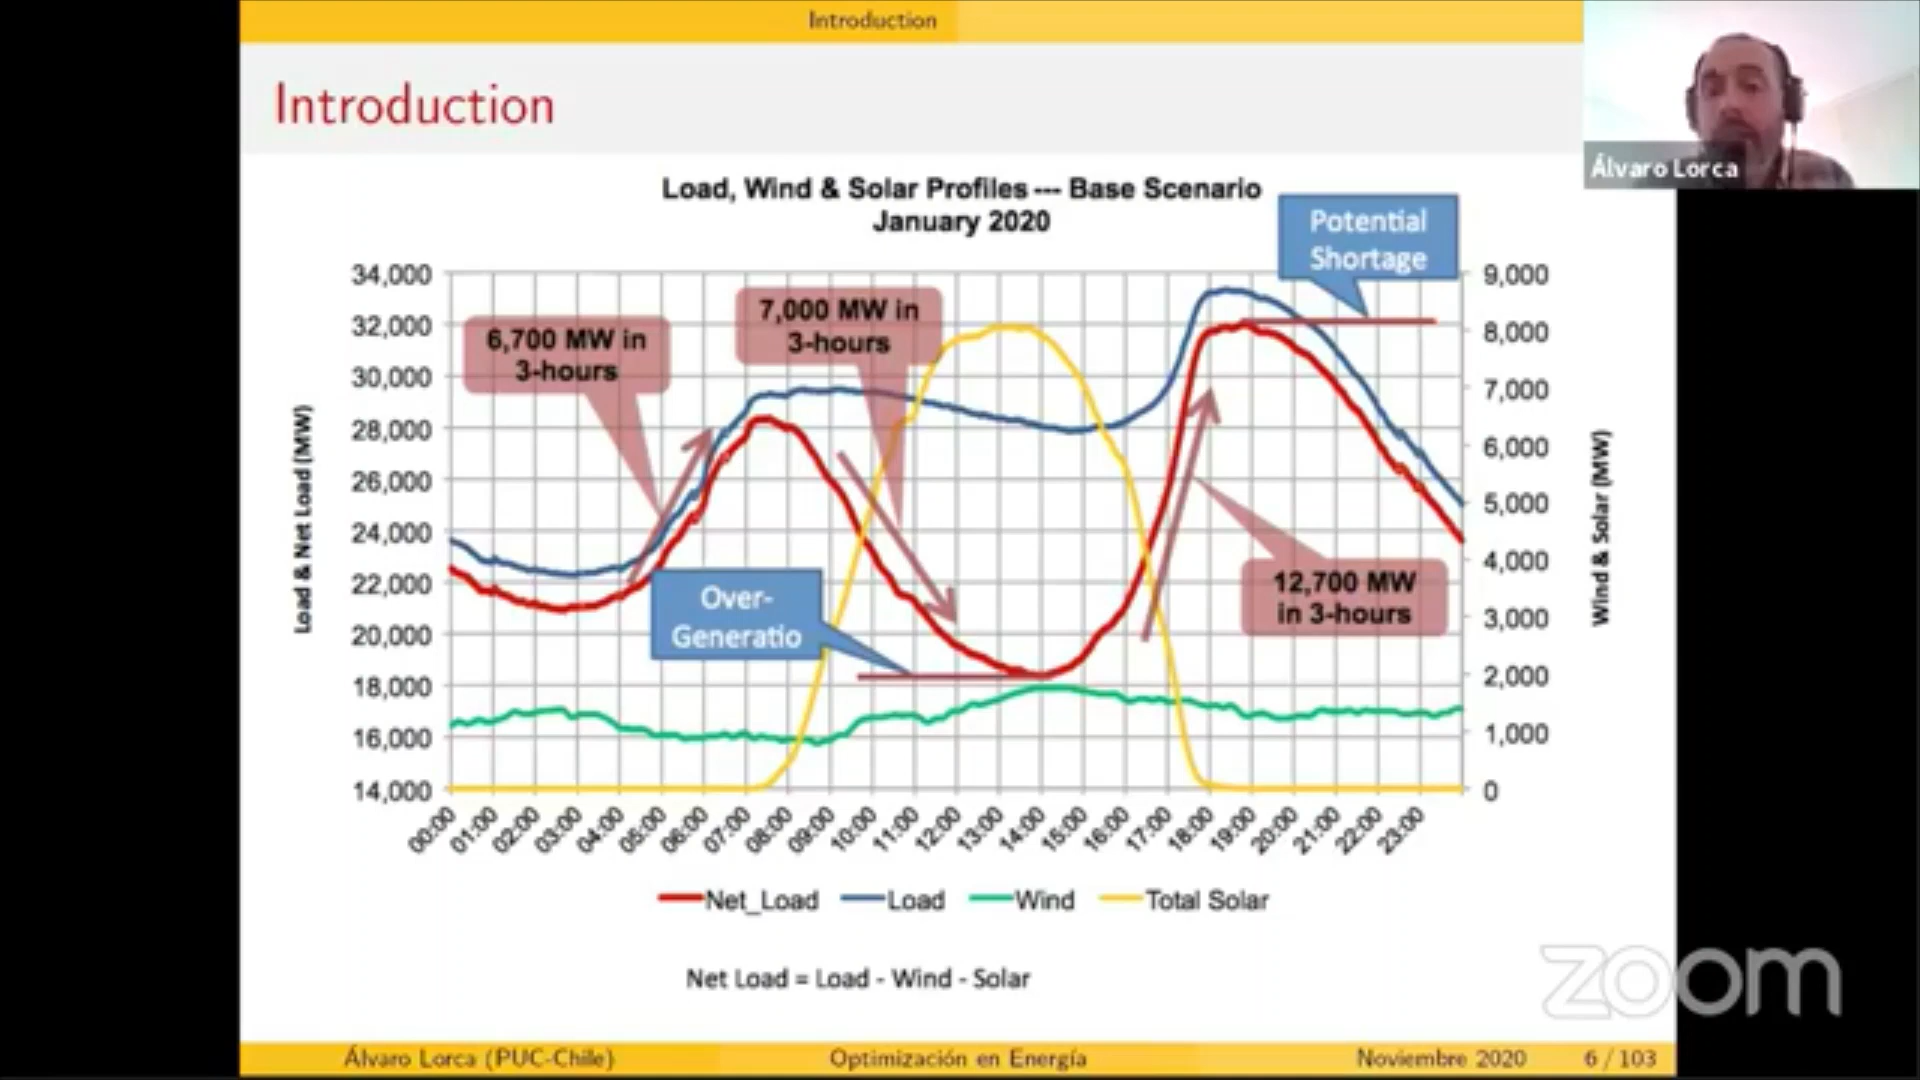 Introduction
Introduction
Álvaro Lorca
Load, Wind & Solar Profiles --- Base Scenario
January 2020
Potential
Shortage
34,000
32,000
30,000
28,000
26,000
24,000
22,000
20,000
18,000
16,000
14,000
Load & Net Load (MW)
6,700 MW in
3-hours
7,000 MW in
3-hours
Over-
Generatio
12,700 MW
in 3-hours
9,000
8,000
7,000
6,000
5,000
4,000
3,000
2,000
1,000
0
Wind & Solar (MW)
00:00 01:00 02:00 03:00 04:00 05:00 06:00 07:00 08:00 09:00 10:00 11:00 12:00 13:00 14:00 15:00 16:00 17:00 18:00 19:00 20:00 21:00 22:00 23:00
Net_Load Load Wind Total Solar
Net Load = Load - Wind - Solar
zoom
Álvaro Lorca (PUC-Chile) Optimización en Energía Noviembre 2020 6 / 103